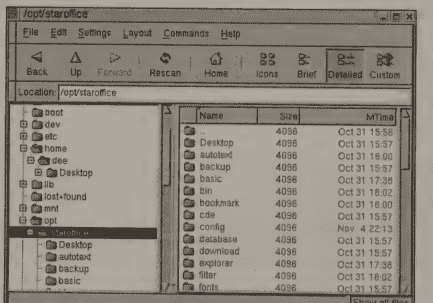 /opt/staroffice
File Edit Settings Layout Commands Help
Back Up Forward Rescan Home Icons Brief Detailed Custom
Location: /opt/staroffice
boot
dev
etc
home
dee
Desktop
lib
lost+found
mnt
opt
staroffice
Desktop
autotext
backup
basic
Name Size MTime
.. 4096 Oct 31 15:56
Desktop 4096 Oct 31 15:57
autotext 4096 Oct 31 16:00
backup 4096 Oct 31 15:57
basic 4096 Oct 31 17:36
bin 4096 Oct 31 16:02
bookmark 4096 Oct 31 16:00
cde 4096 Oct 31 15:57
config 4096 Nov 4 22:13
database 4096 Oct 31 15:57
download 4096 Oct 31 15:57
explorer 4096 Oct 31 17:36
filter 4096 Oct 31 16:02
fonts 4096 Oct 31 15:57
Show all files